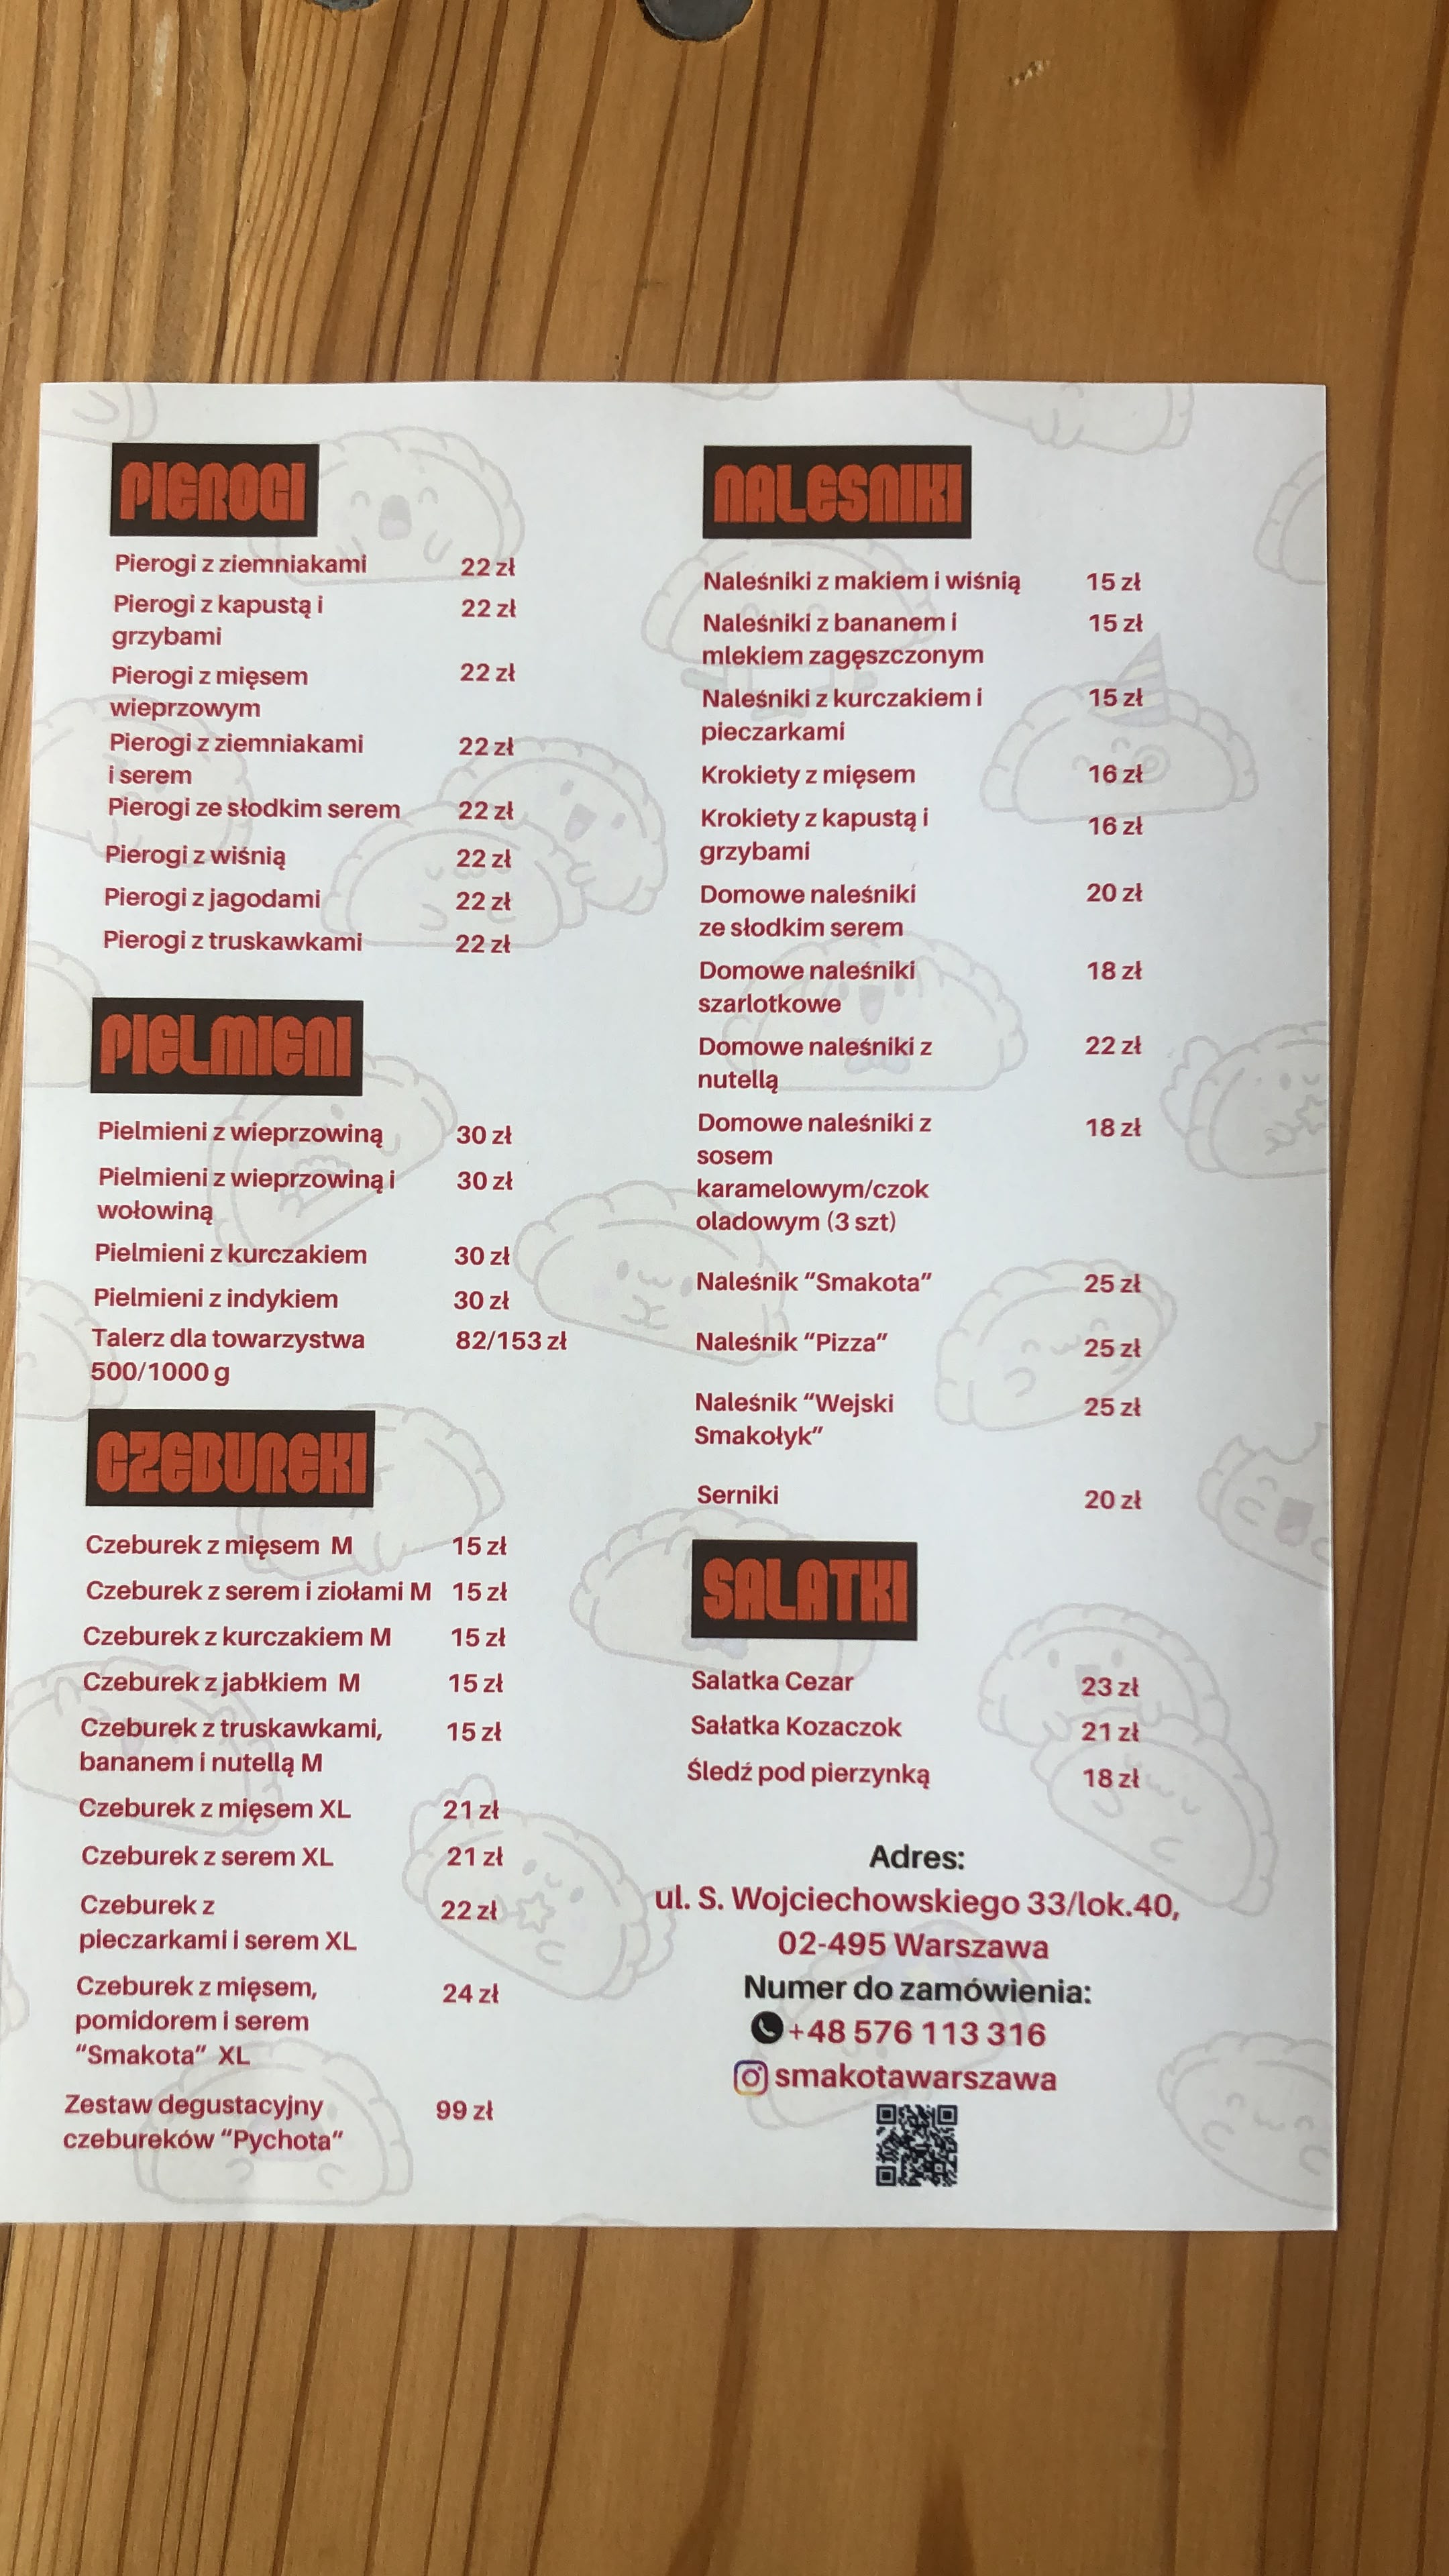 PIEROGI
Pierogi z ziemniakami 22 zł
Pierogi z kapustą i 22 zł
grzybami
Pierogi z mięsem 22 zł
wieprzowym
Pierogi z ziemniakami 22 zł
i serem
Pierogi ze słodkim serem 22 zł
Pierogi z wiśnią 22 zł
Pierogi z jagodami 22 zł
Pierogi z truskawkami 22 zł
PIELMIENI
Pielmieni z wieprzowiną 30 zł
Pielmieni z wieprzowiną i 30 zł
wołowiną
Pielmieni z kurczakiem 30 zł
Pielmieni z indykiem 30 zł
Talerz dla towarzystwa 82/153 zł
500/1000 g
CZEBUREKI
Czeburek z mięsem M 15 zł
Czeburek z serem i ziołami M 15 zł
Czeburek z kurczakiem M 15 zł
Czeburek z jabłkiem M 15 zł
Czeburek z truskawkami, 15 zł
bananem i nutellą M
Czeburek z mięsem XL 21 zł
Czeburek z serem XL 21 zł
Czeburek z 22 zł
pieczarkami i serem XL
Czeburek z mięsem, 24 zł
pomidorem i serem
“Smakota” XL
Zestaw degustacyjny 99 zł
czebureków “Pychota”
NALESNIKI
Naleśniki z makiem i wiśnią 15 zł
Naleśniki z bananem i 15 zł
mlekiem zagęszczonym
Naleśniki z kurczakiem i 15 zł
pieczarkami
Krokiety z mięsem 16 zł
Krokiety z kapustą i 16 zł
grzybami
Domowe naleśniki 20 zł
ze słodkim serem
Domowe naleśniki 18 zł
szarlotkowe
Domowe naleśniki z 22 zł
nutellą
Domowe naleśniki z 18 zł
sosem
karamelowym/czok
oladowym (3 szt)
Naleśnik “Smakota” 25 zł
Naleśnik “Pizza” 25 zł
Naleśnik “Wejski 25 zł
Smakołyk”
Serniki 20 zł
SALATKI
Salatka Cezar 23 zł
Sałatka Kozaczok 21 zł
Śledź pod pierzynką 18 zł
Adres:
ul. S. Wojciechowskiego 33/lok.40,
02-495 Warszawa
Numer do zamówienia:
+48 576 113 316
smakotawarszawa